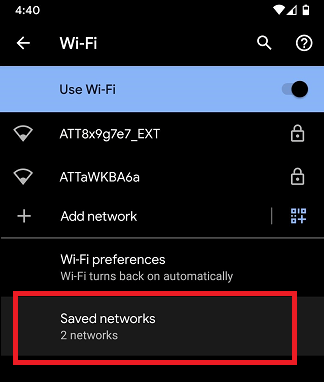 4:40
Wi-Fi
Use Wi-Fi
ATT8x9g7e7_EXT
ATTaWKBA6a
Add network
Wi-Fi preferences
Wi-Fi turns back on automatically
Saved networks
2 networks